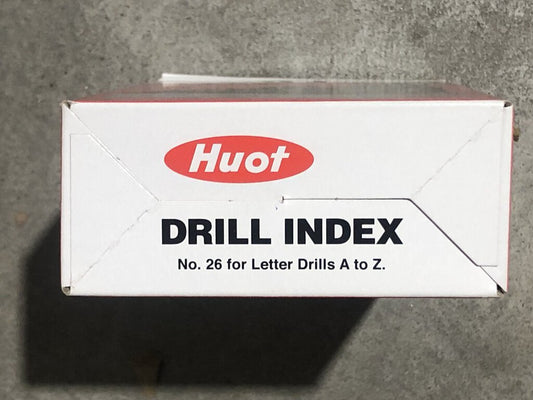 Huot
DRILL INDEX
No. 26 for Letter Drills A to Z.